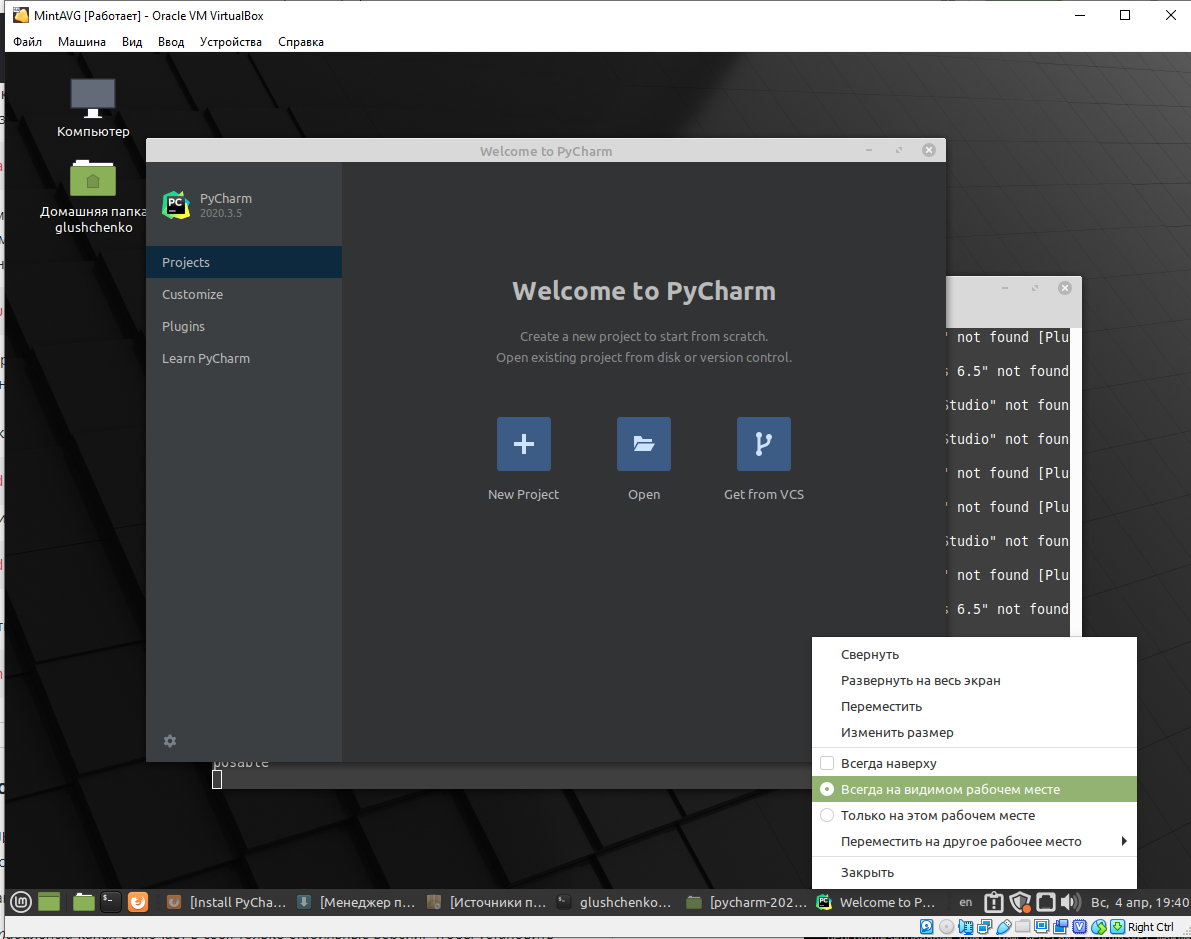 MintAVG [Работает] - Oracle VM VirtualBox
Файл Машина Вид Ввод Устройства Справка
Компьютер
Домашняя папка
glushchenko
Welcome to PyCharm
PC
PyCharm
2020.3.5
Projects
Customize
Plugins
Learn PyCharm
Welcome to PyCharm
Create a new project to start from scratch.
Open existing project from disk or version control.
New Project Open Get from VCS
" not found [Plu
6.5" not found
Studio" not foun
Studio" not foun
" not found [Plu
" not found [Plu
Studio" not foun
" not found [Plu
6.5" not found
posable
Свернуть
Развернуть на весь экран
Переместить
Изменить размер
Всегда наверху
Всегда на видимом рабочем месте
Только на этом рабочем месте
Переместить на другое рабочее место
Закрыть
[Install PyCha... [Менеджер п... [Источники п... glushchenko... [pycharm-202... Welcome to P... en Вс, 4 апр, 19:40
Right Ctrl